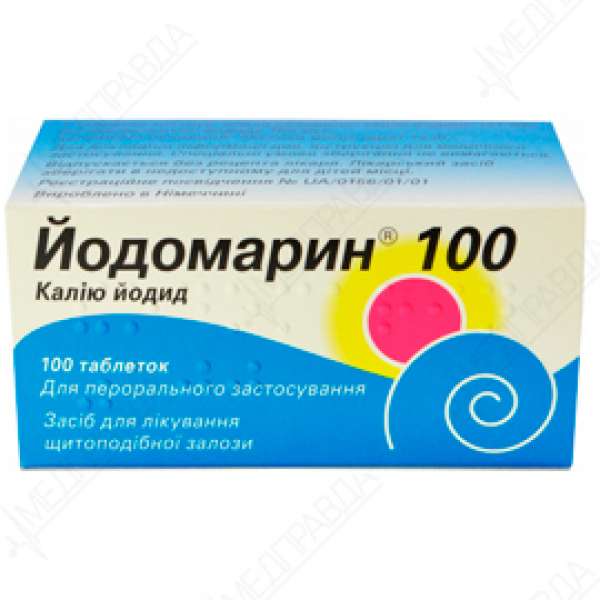 Відпускається без рецепта лікаря. Лікарський засіб
зберігати в недоступному для дітей місці.
Реєстраційне посвідчення № UA/0156/01/01
Вироблено в Німеччині
Йодомарин® 100
Калію йодид
100 таблеток
Для перорального застосування
Засіб для лікування
щитоподібної залози
МЕДПРАВДА